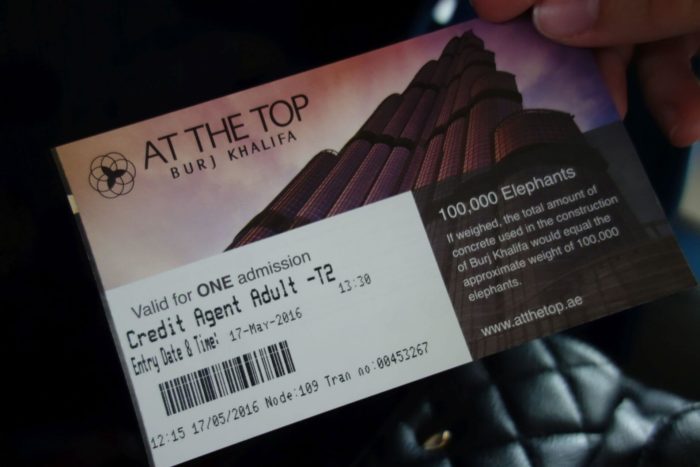 AT THE TOP
BURJ KHALIFA
100,000 Elephants
If weighed, the total amount of
concrete used in the construction
of Burj Khalifa would equal the
approximate weight of 100,000
elephants.
www.atthetop.ae
Valid for ONE admission
Credit Agent Adult -T2
Entry Date & Time: 17-May-2016 13:30
12:15 17/05/2016 Node:109 Tran no:00453267